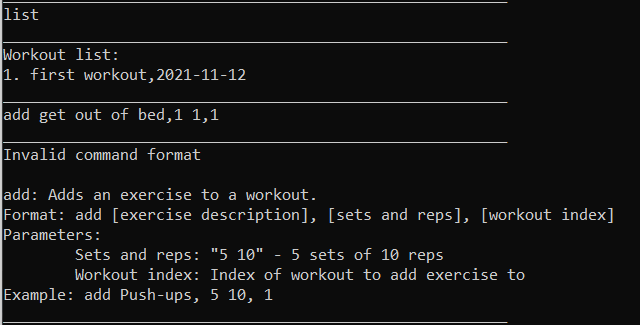 list
Workout list:
1. first workout,2021-11-12
add get out of bed,1 1,1
Invalid command format
add: Adds an exercise to a workout.
Format: add [exercise description], [sets and reps], [workout index]
Parameters:
Sets and reps: "5 10" - 5 sets of 10 reps
Workout index: Index of workout to add exercise to
Example: add Push-ups, 5 10, 1